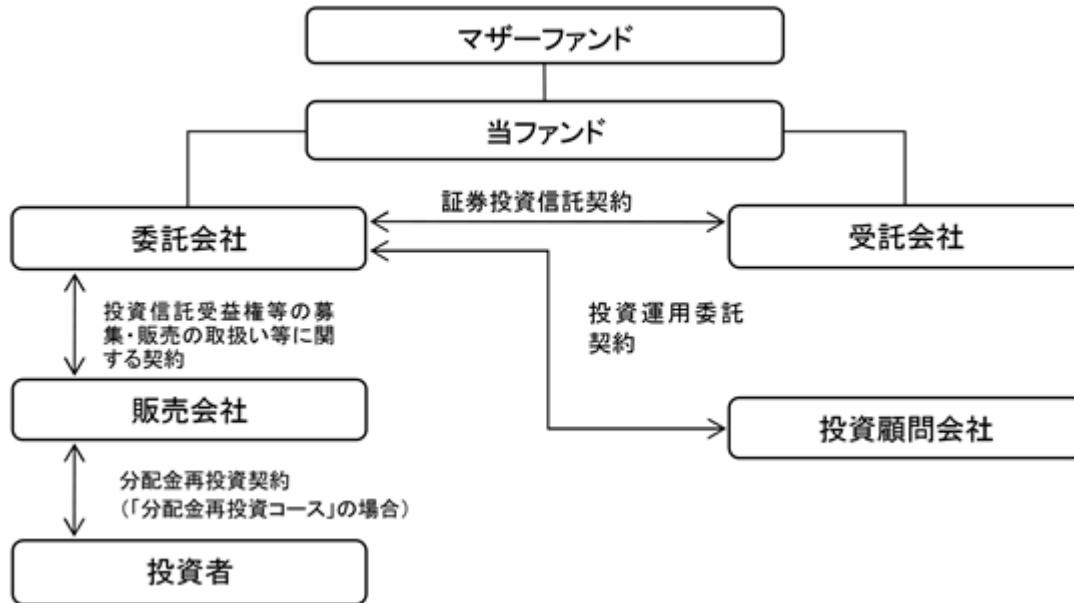 マザーファンド
当ファンド
証券投資信託契約
委託会社
受託会社
投資信託受益権等の募
集・販売の取扱い等に関
する契約
投資運用委託
契約
販売会社
投資顧問会社
分配金再投資契約
(「分配金再投資コース」の場合)
投資者